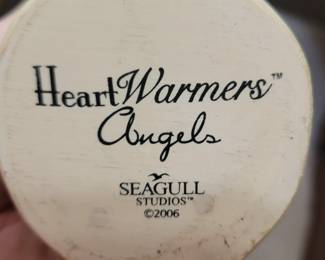 HeartWarmers™
Angels
SEAGULL
STUDIOS™
©2006